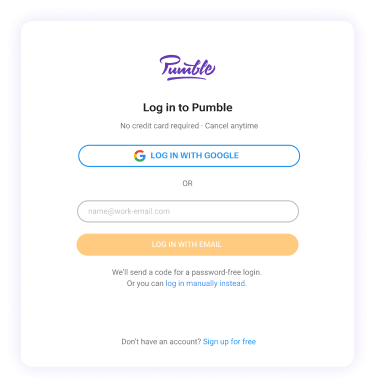 Pumble
Log in to Pumble
No credit card required · Cancel anytime
LOG IN WITH GOOGLE
OR
name@work-email.com
LOG IN WITH EMAIL
We'll send a code for a password-free login.
Or you can log in manually instead.
Don't have an account? Sign up for free